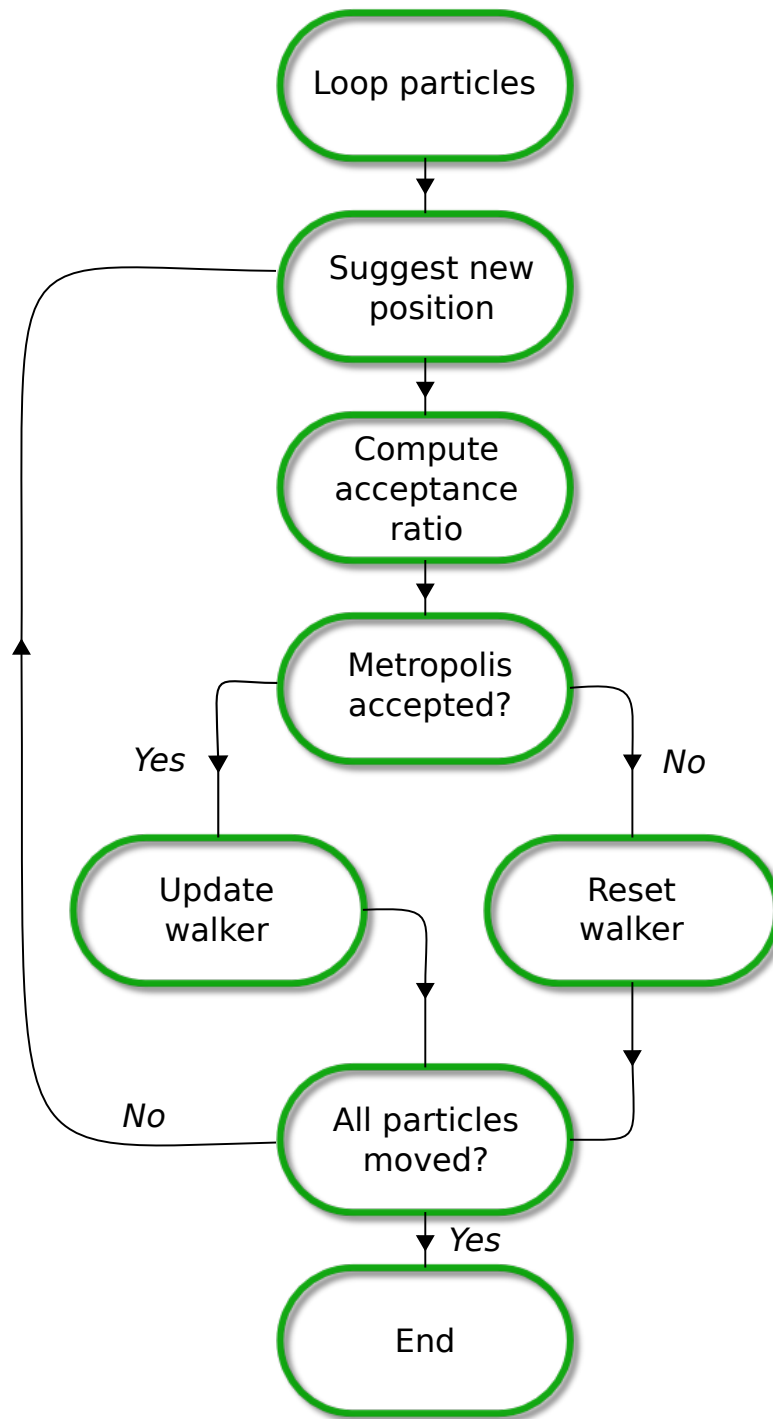 Loop particles
Suggest new
position
Compute
acceptance
ratio
Metropolis
accepted?
Yes
No
Update
walker
Reset
walker
No
All particles
moved?
Yes
End